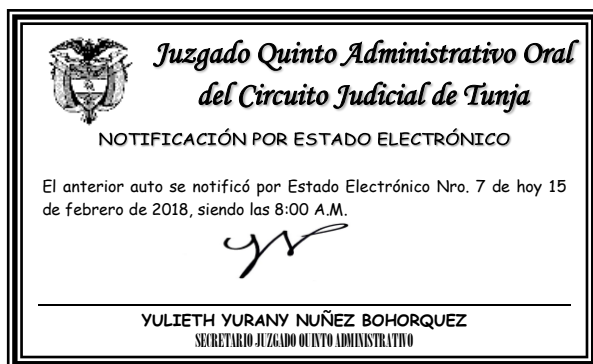 Juzgado Quinto Administrativo Oral
del Circuito Judicial de Tunja
NOTIFICACIÓN POR ESTADO ELECTRÓNICO
El anterior auto se notificó por Estado Electrónico Nro. 7 de hoy 15
de febrero de 2018, siendo las 8:00 A.M.
YULIETH YURANY NUÑEZ BOHORQUEZ
SECRETARIO JUZGADO QUINTO ADMINISTRATIVO